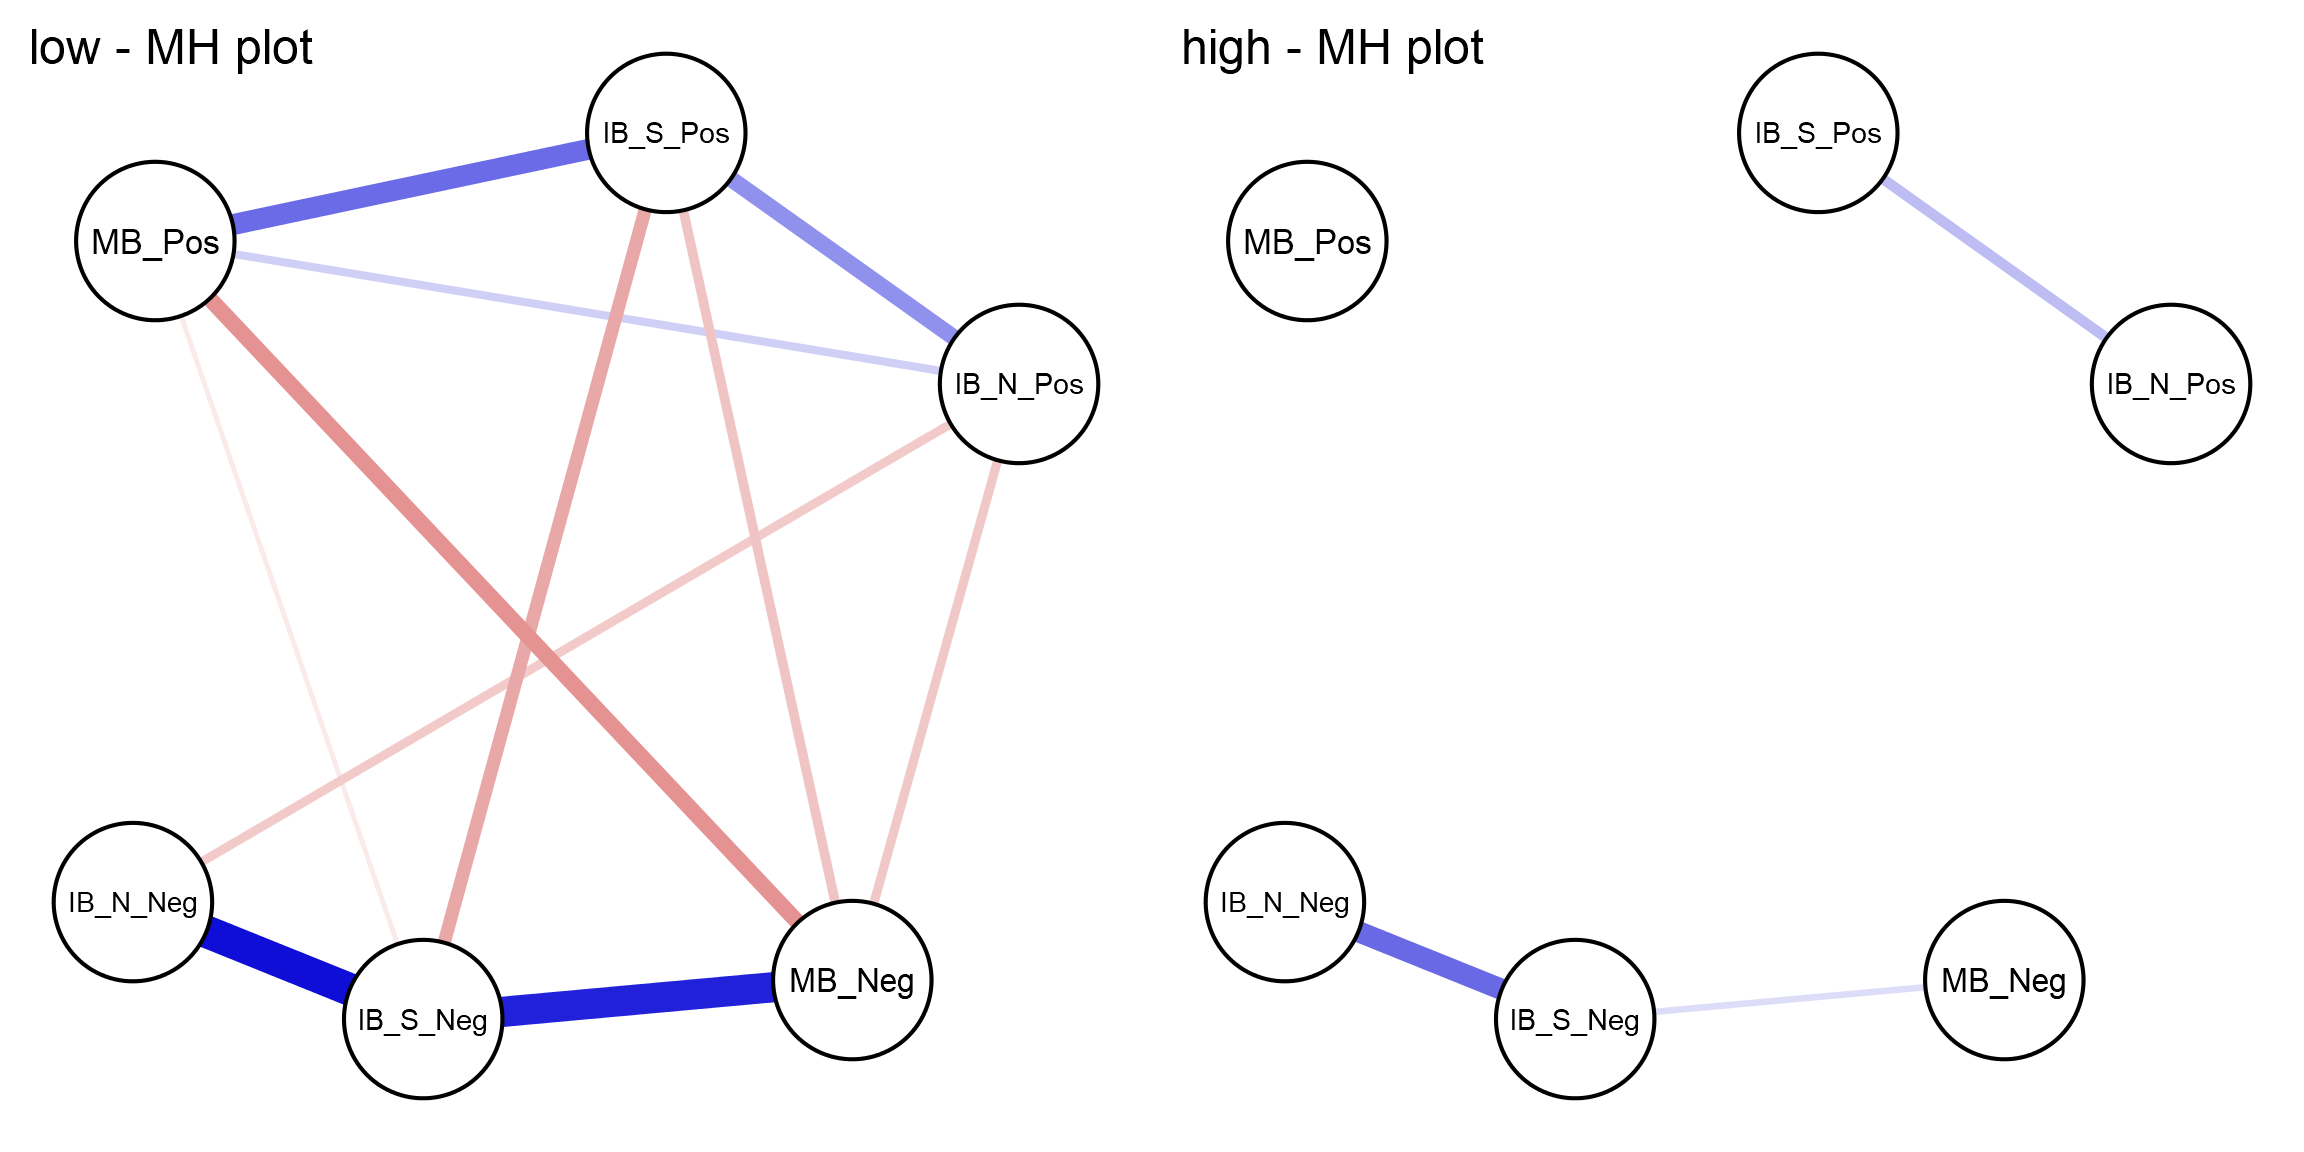 low - MH plot
IB_S_Pos
MB_Pos
IB_N_Pos
IB_N_Neg
IB_S_Neg
MB_Neg
high - MH plot
IB_S_Pos
MB_Pos
IB_N_Pos
IB_N_Neg
IB_S_Neg
MB_Neg